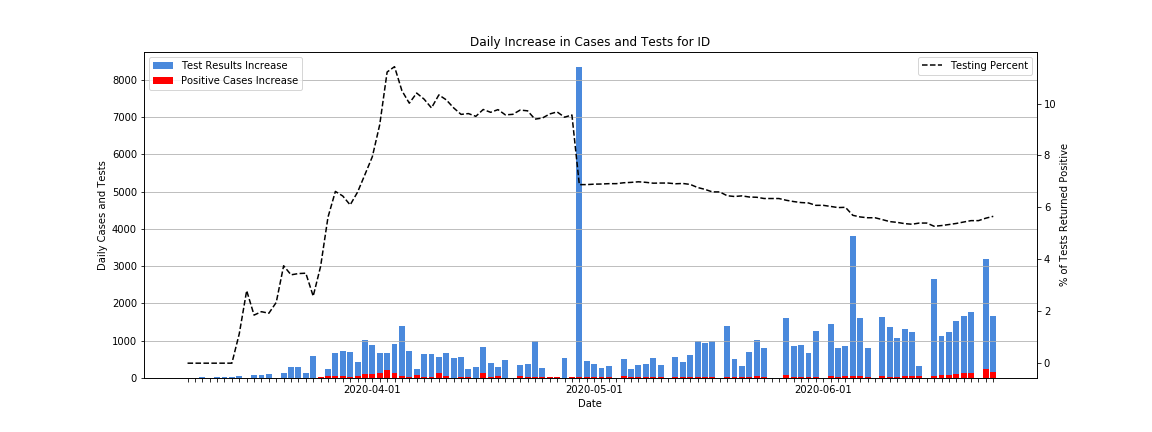 Daily Increase in Cases and Tests for ID
Test Results Increase
Positive Cases Increase
Testing Percent
Daily Cases and Tests
8000
7000
6000
5000
4000
3000
2000
1000
0
% of Tests Returned Positive
10
8
6
4
2
0
2020-04-01
2020-05-01
2020-06-01
Date